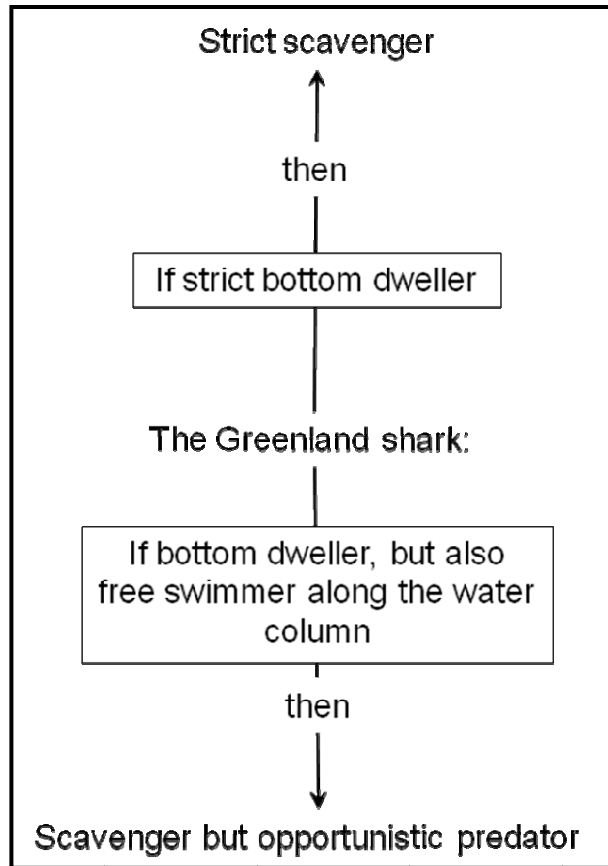 Strict scavenger
then
If strict bottom dweller
The Greenland shark:
If bottom dweller, but also
free swimmer along the water
column
then
Scavenger but opportunistic predator